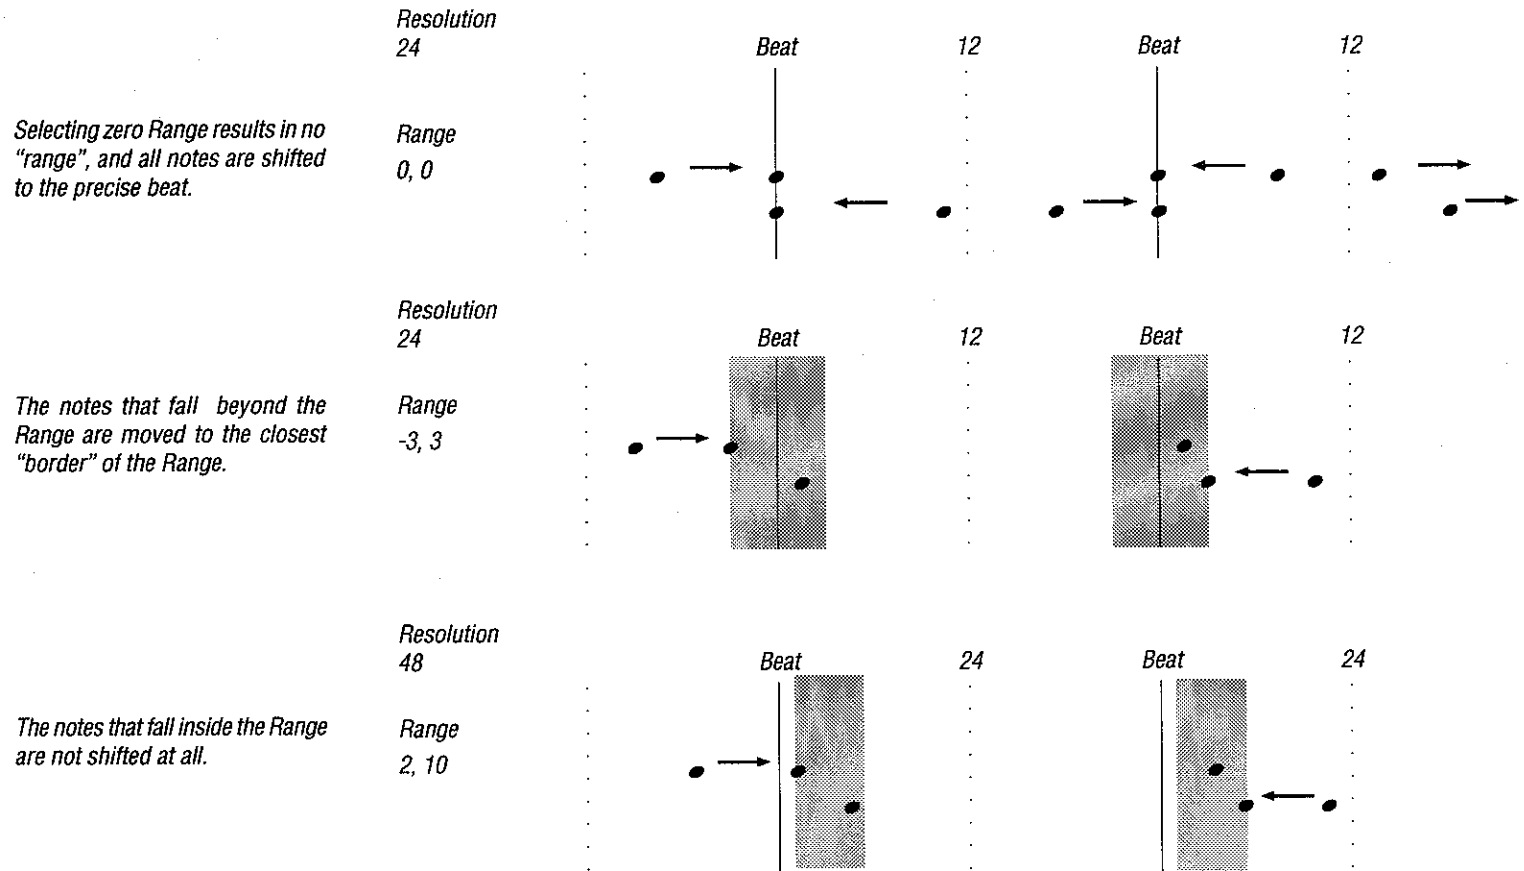 Resolution
24
Beat
12
Beat
12
Selecting zero Range results in no
"range", and all notes are shifted
to the precise beat.
Range
0, 0
Resolution
24
Beat
12
Beat
12
The notes that fall beyond the
Range are moved to the closest
"border" of the Range.
Range
-3, 3
Resolution
48
Beat
24
Beat
24
The notes that fall inside the Range
are not shifted at all.
Range
2, 10